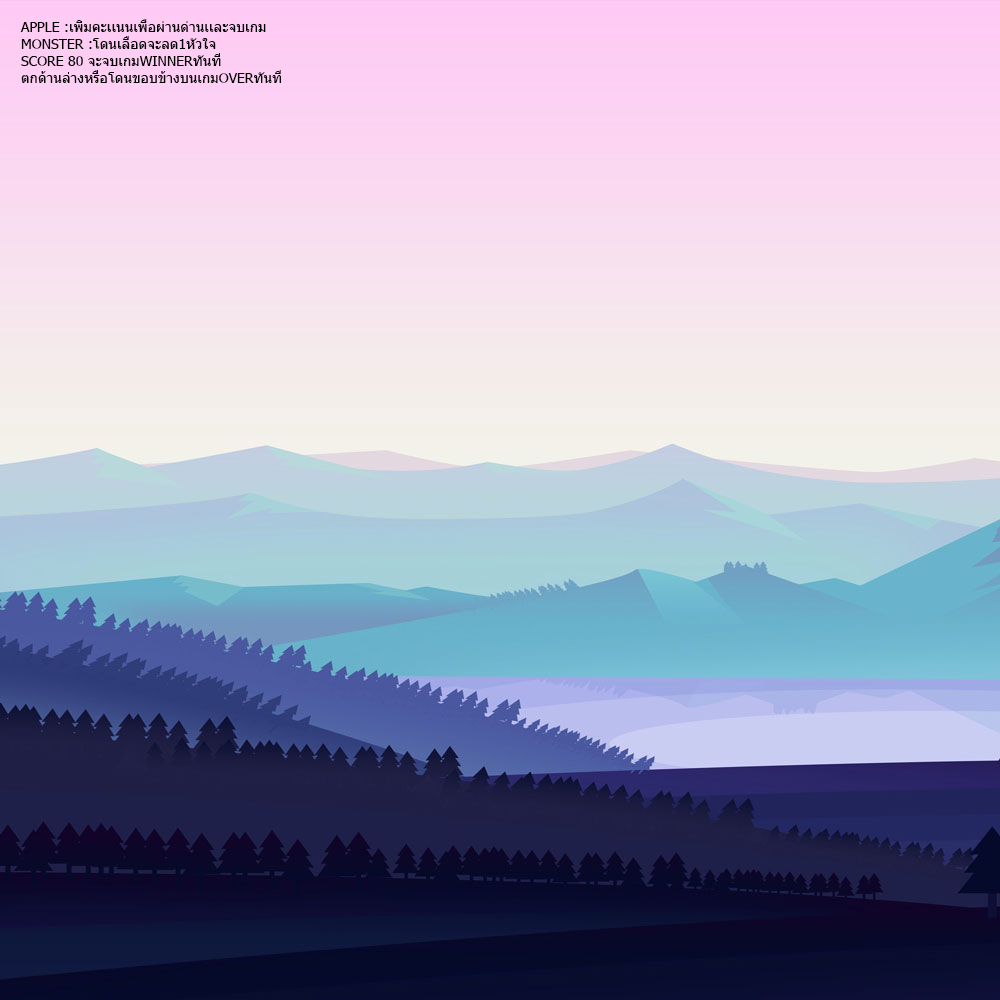 APPLE :เพิ่มคะแนนเพื่อผ่านด่านและจบเกม
MONSTER :โดนเลือดจะลด1หัวใจ
SCORE 80 จะจบเกมWINNERทันที
ตกด้านล่างหรือโดนขอบข้างบนเกมOVERทันที